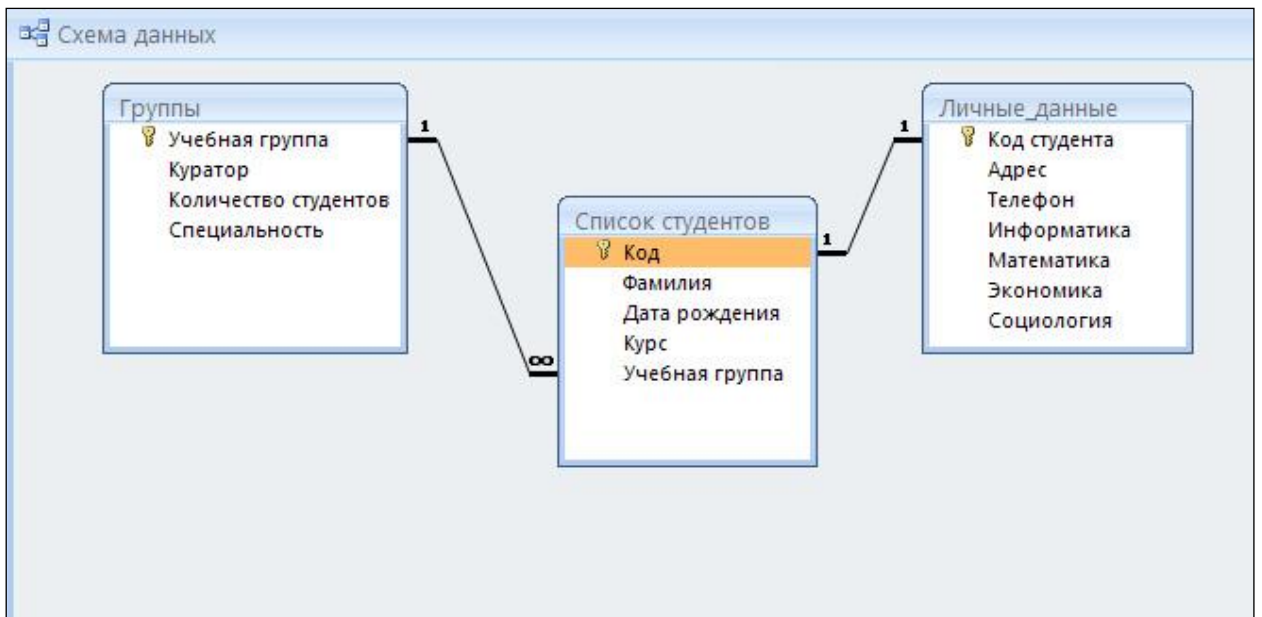 Схема данных
Группы
Учебная группа
Куратор
Количество студентов
Специальность
1
∞
Список студентов
Код
Фамилия
Дата рождения
Курс
Учебная группа
1
1
Личные_данные
Код студента
Адрес
Телефон
Информатика
Математика
Экономика
Социология